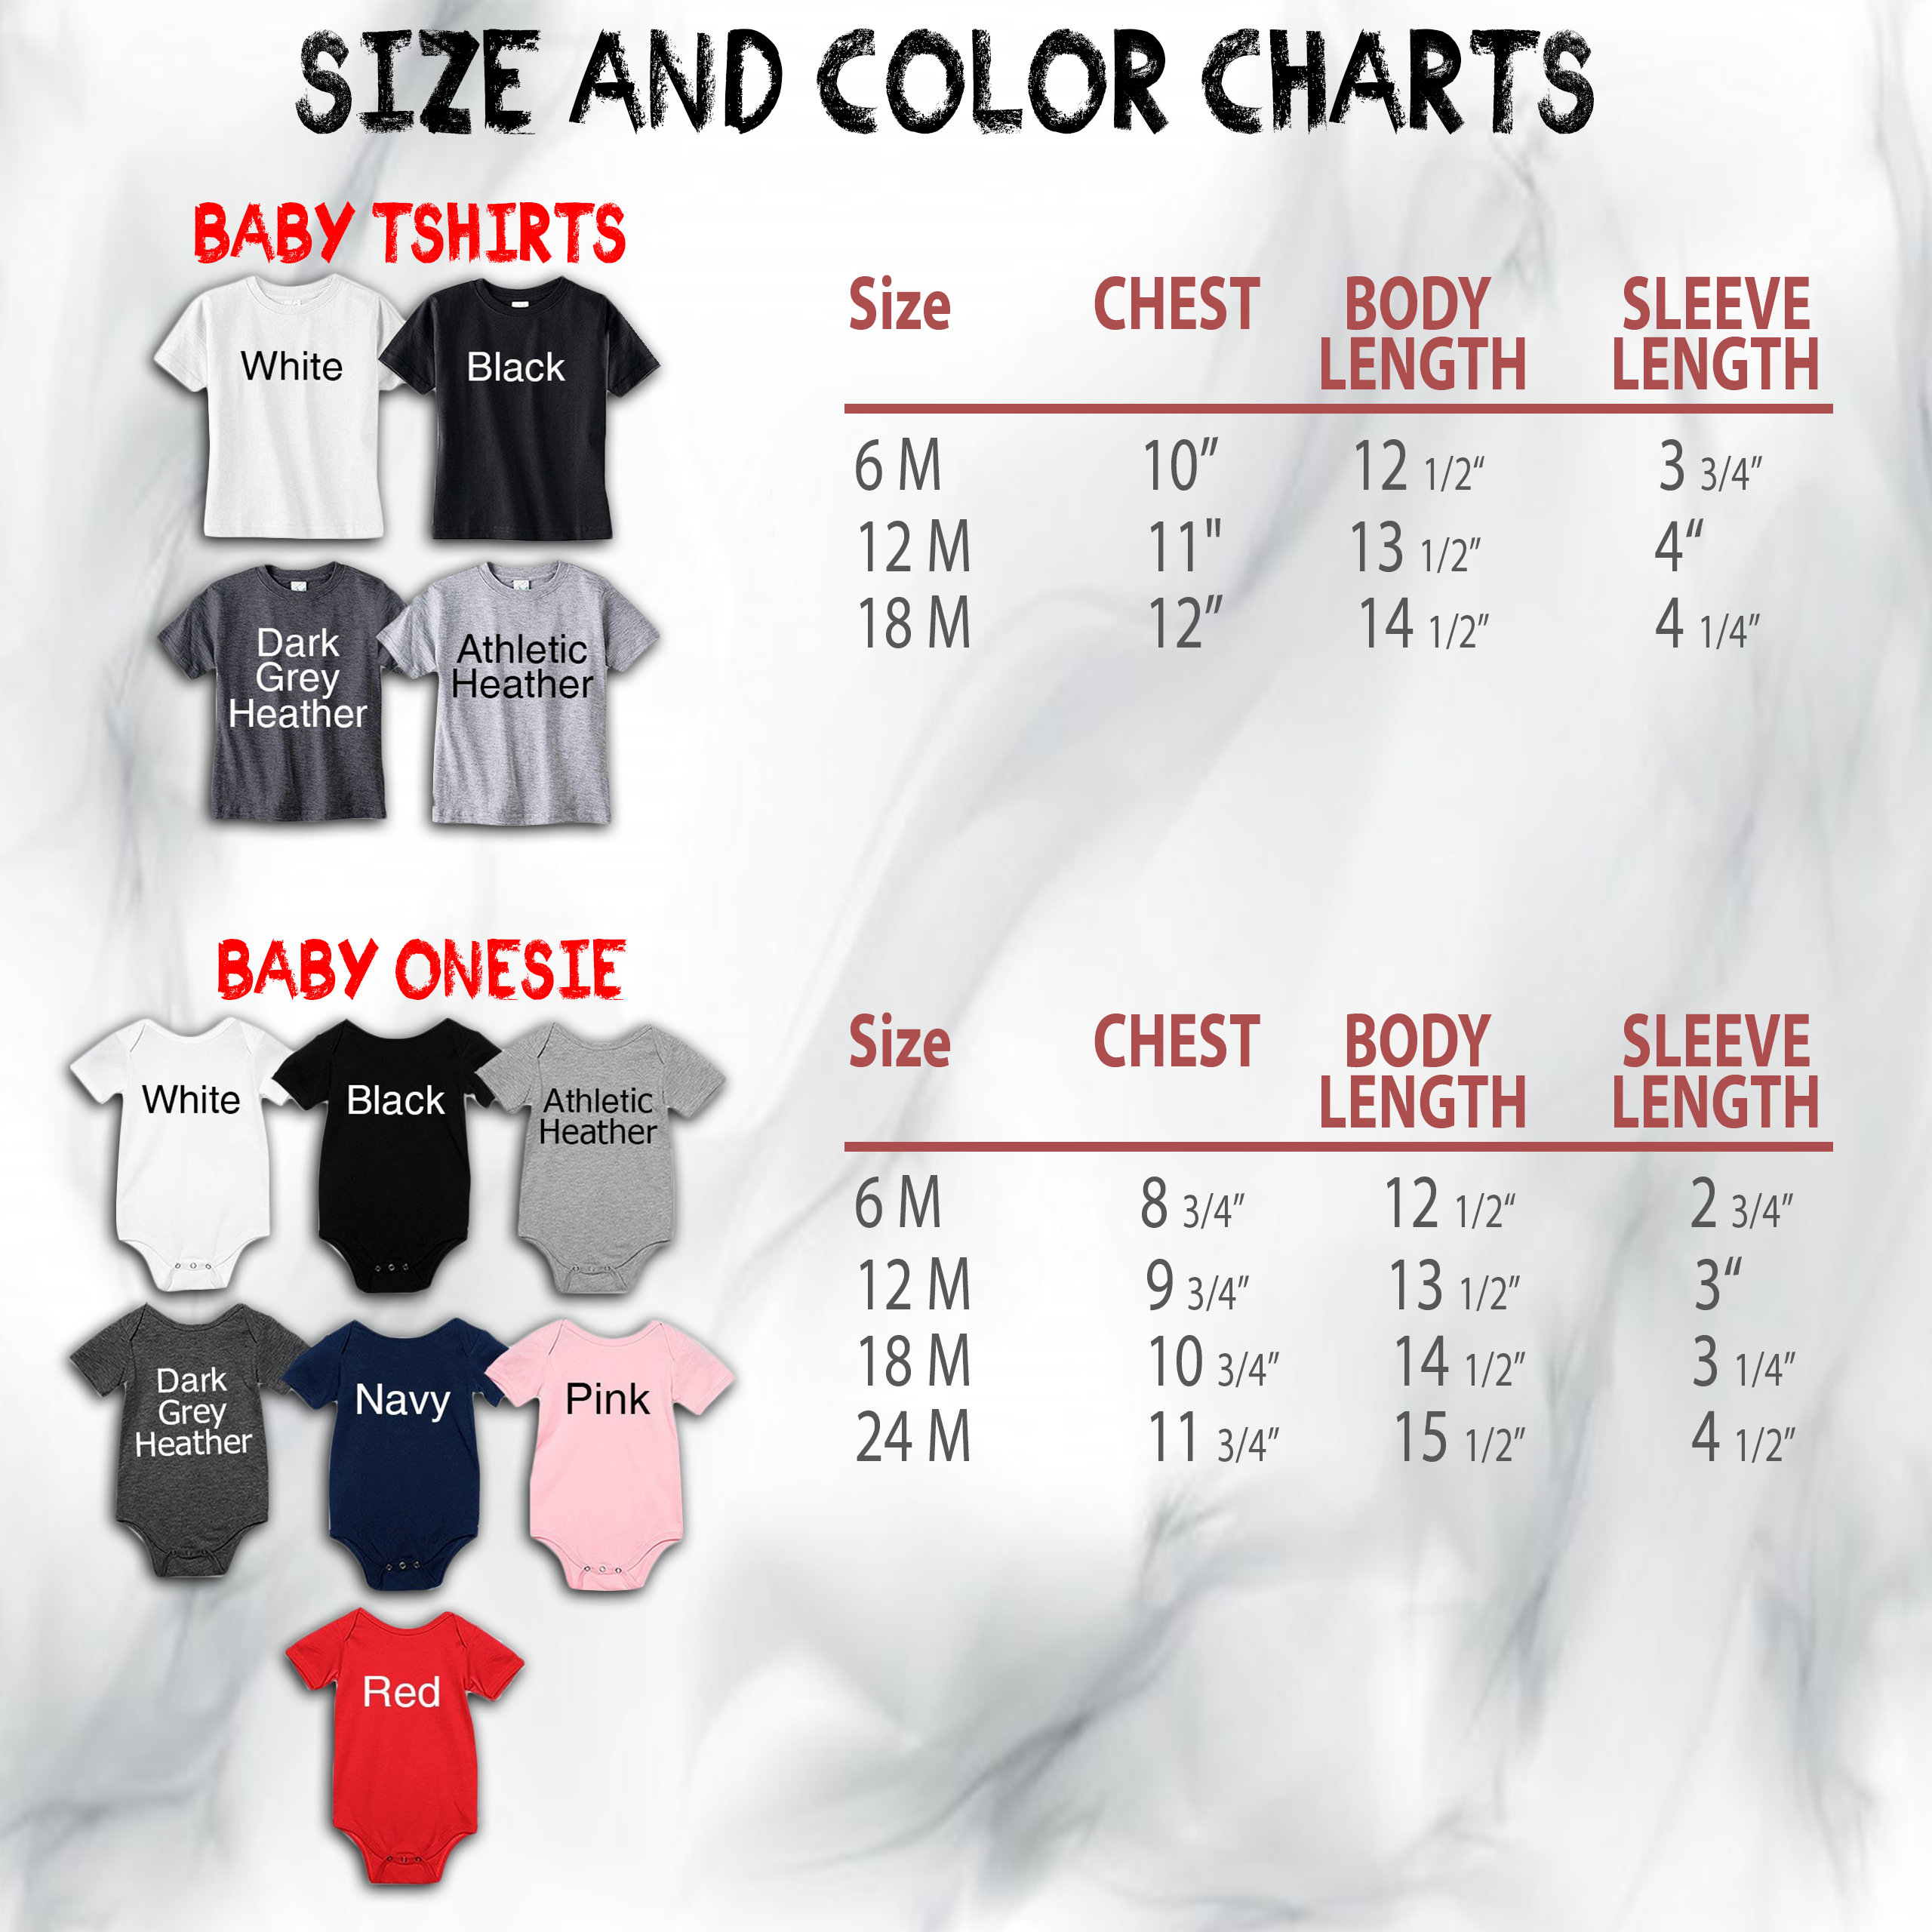 SIZE AND COLOR CHARTS
BABY TSHIRTS
White
Black
Dark
Grey
Heather
Athletic
Heather
Size CHEST BODY LENGTH SLEEVE LENGTH
6 M 10” 12 1/2“ 3 3/4”
12 M 11" 13 1/2” 4“
18 M 12” 14 1/2” 4 1/4”
BABY ONESIE
White
Black
Athletic
Heather
Dark
Grey
Heather
Navy
Pink
Red
Size CHEST BODY LENGTH SLEEVE LENGTH
6 M 8 3/4” 12 1/2“ 2 3/4”
12 M 9 3/4” 13 1/2” 3“
18 M 10 3/4” 14 1/2” 3 1/4”
24 M 11 3/4” 15 1/2” 4 1/2”